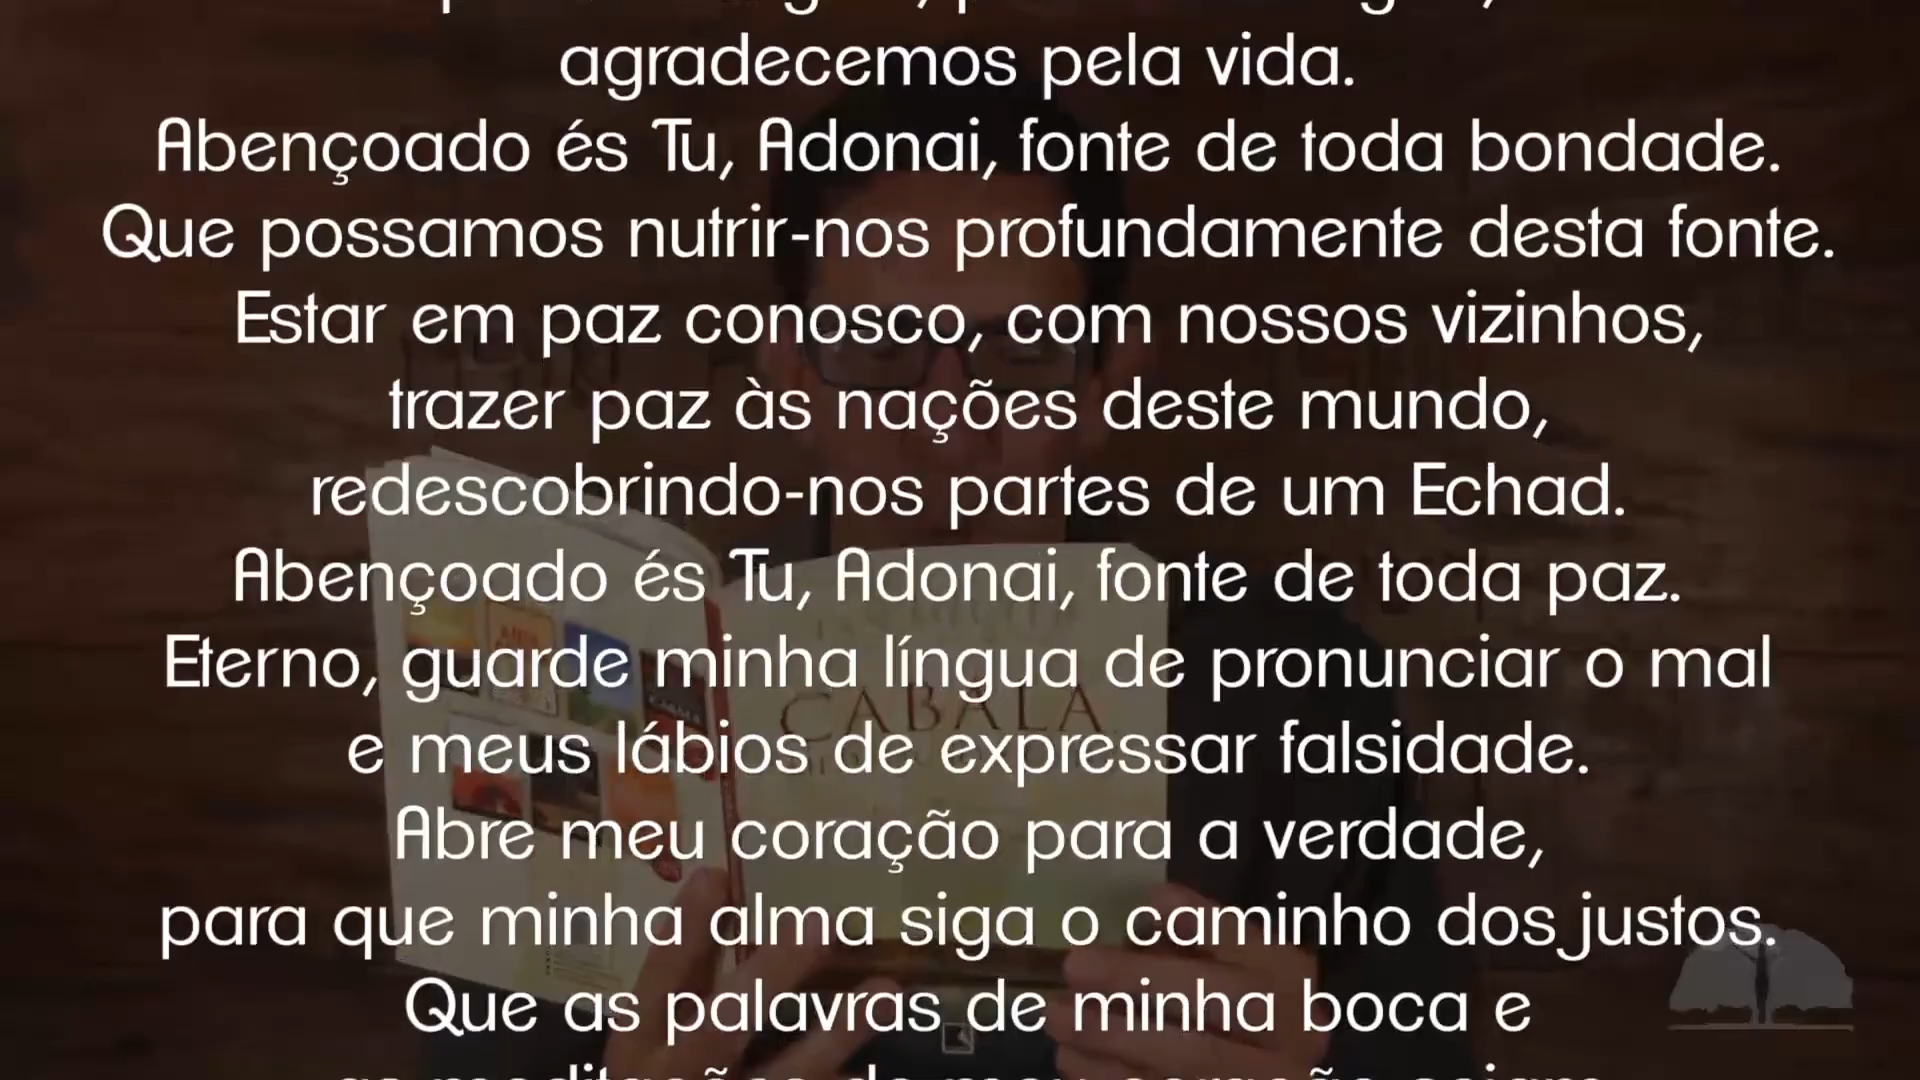 agradecemos pela vida.
Abençoado és Tu, Adonai, fonte de toda bondade.
Que possamos nutrir-nos profundamente desta fonte.
Estar em paz conosco, com nossos vizinhos,
trazer paz às nações deste mundo,
redescobrindo-nos partes de um Echad.
Abençoado és Tu, Adonai, fonte de toda paz.
Eterno, guarde minha língua de pronunciar o mal
CABALA
e meus lábios de expressar falsidade.
Abre meu coração para a verdade,
para que minha alma siga o caminho dos justos.
Que as palavras de minha boca e